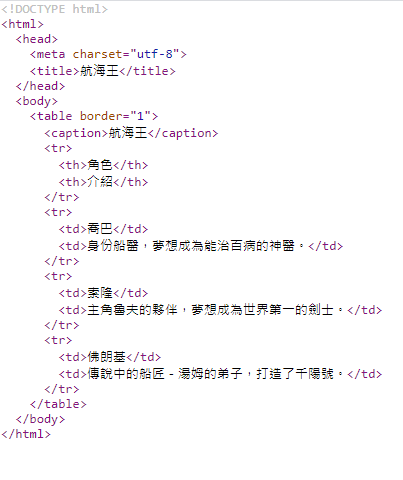 <!DOCTYPE html>
<html>
<head>
<meta charset="utf-8">
<title>航海王</title>
</head>
<body>
<table border="1">
<caption>航海王</caption>
<tr>
<th>角色</th>
<th>介紹</th>
</tr>
<tr>
<td>喬巴</td>
<td>身份船醫，夢想成為能治百病的神醫。</td>
</tr>
<tr>
<td>索隆</td>
<td>主角魯夫的夥伴，夢想成為世界第一的劍士。</td>
</tr>
<tr>
<td>佛朗基</td>
<td>傳說中的船匠－湯姆的弟子，打造了千陽號。</td>
</tr>
</table>
</body>
</html>